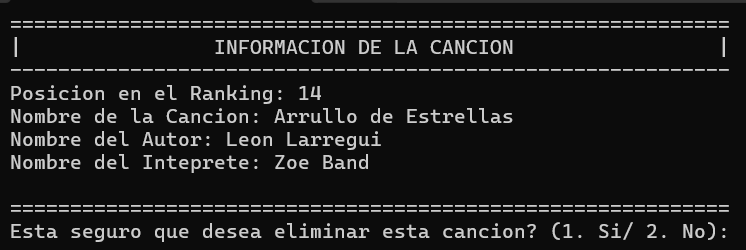 ============================================================
|                INFORMACION DE LA CANCION                 |
------------------------------------------------------------
Posicion en el Ranking: 14
Nombre de la Cancion: Arrullo de Estrellas
Nombre del Autor: Leon Larregui
Nombre del Inteprete: Zoe Band
============================================================
Esta seguro que desea eliminar esta cancion? (1. Si/ 2. No):